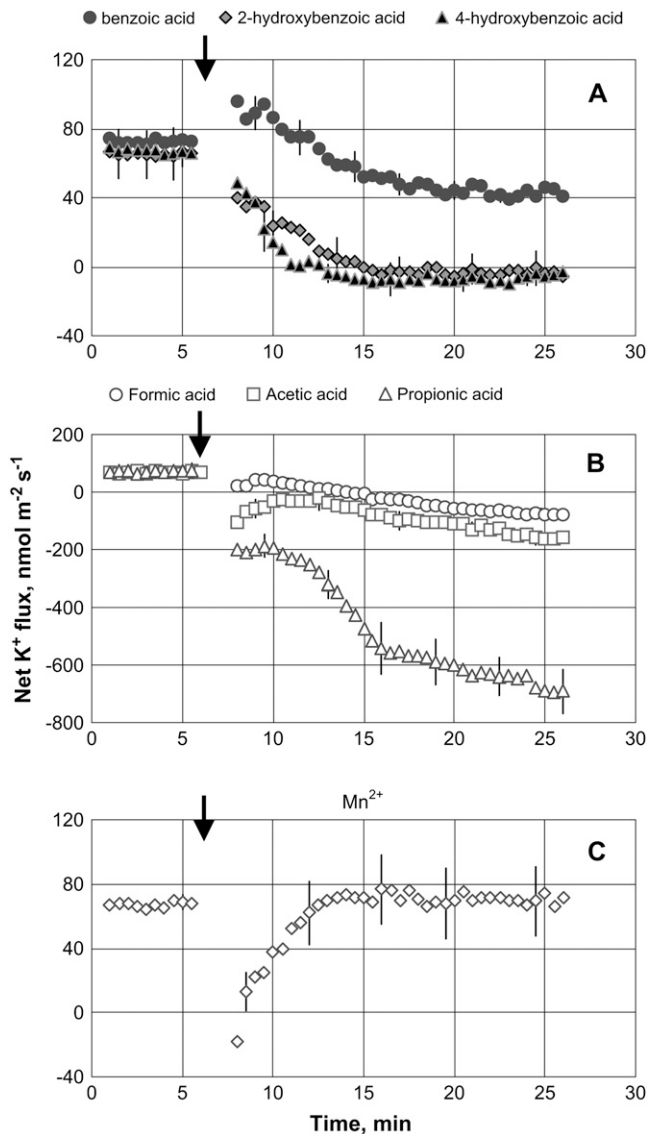 benzoic acid 2-hydroxybenzoic acid 4-hydroxybenzoic acid
120
A
80
40
0
-40
0 5 10 15 20 25 30
Formic acid Acetic acid Propionic acid
200
B
0
-200
-400
-600
-800
0 5 10 15 20 25 30
Net K⁺ flux, nmol m⁻² s⁻¹
Mn²⁺
120
C
80
40
0
-40
0 5 10 15 20 25 30
Time, min